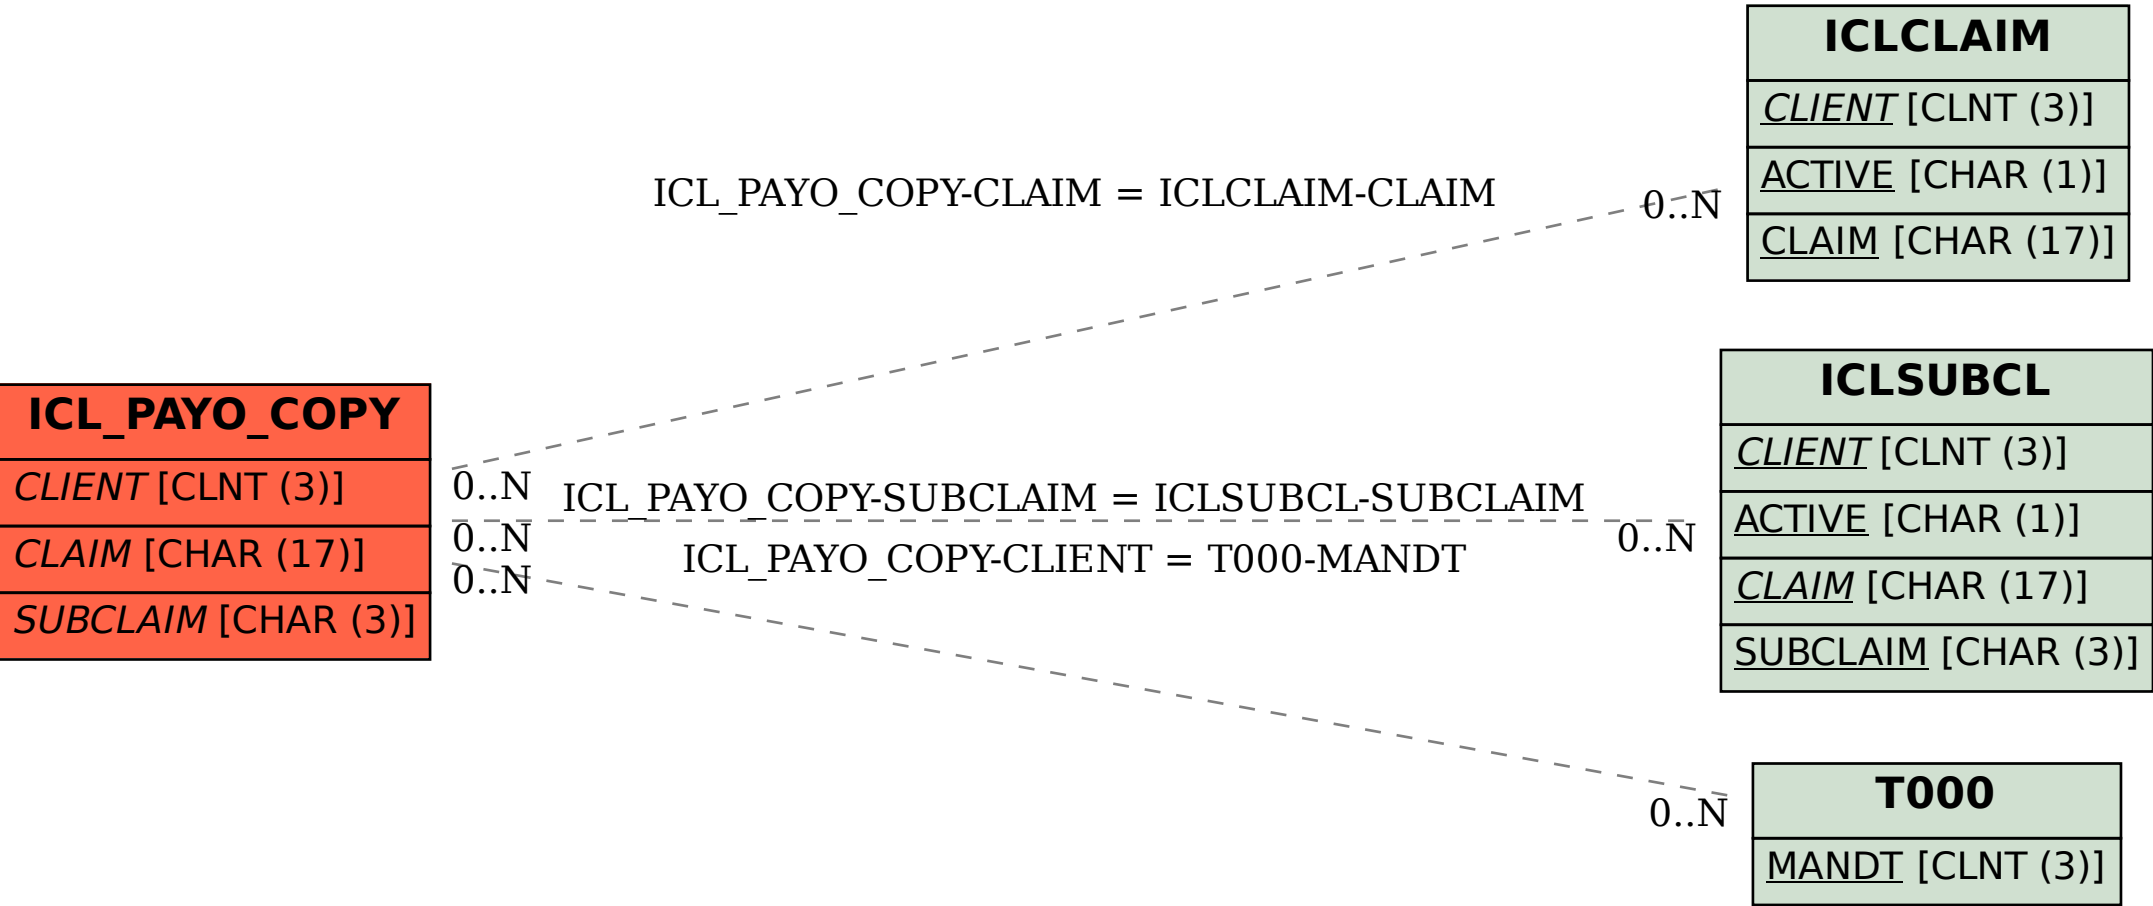 ICLCLAIM
CLIENT [CLNT (3)]
ACTIVE [CHAR (1)]
CLAIM [CHAR (17)]
ICL_PAYO_COPY-CLAIM = ICLCLAIM-CLAIM
0..N
ICL_PAYO_COPY
CLIENT [CLNT (3)]
CLAIM [CHAR (17)]
SUBCLAIM [CHAR (3)]
0..N
0..N
0..N
ICL_PAYO_COPY-SUBCLAIM = ICLSUBCL-SUBCLAIM
ICL_PAYO_COPY-CLIENT = T000-MANDT
0..N
ICLSUBCL
CLIENT [CLNT (3)]
ACTIVE [CHAR (1)]
CLAIM [CHAR (17)]
SUBCLAIM [CHAR (3)]
0..N
T000
MANDT [CLNT (3)]